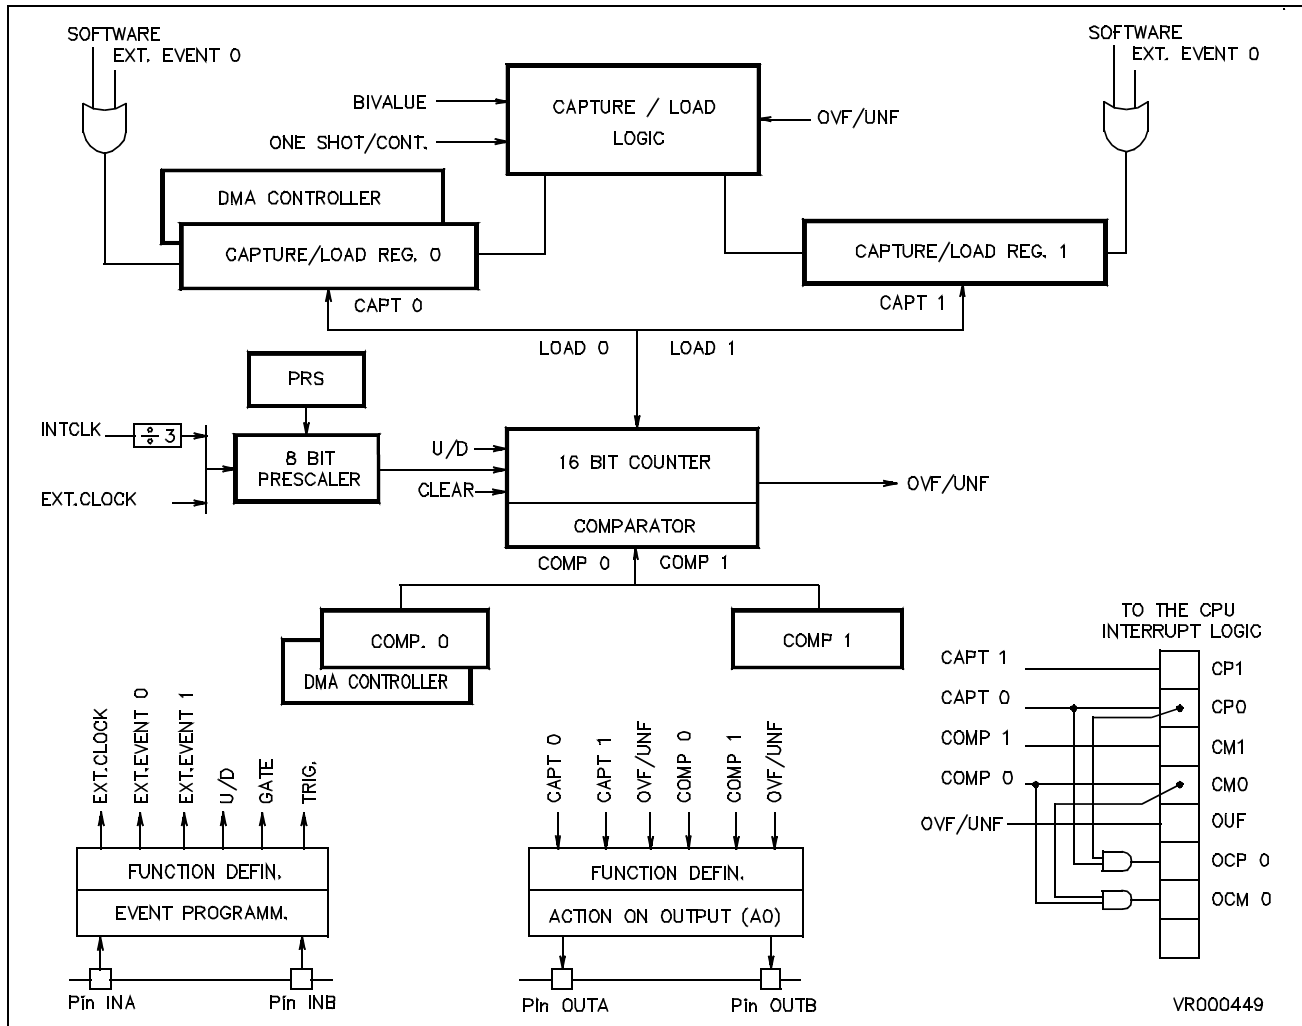 SOFTWARE
EXT. EVENT 0
SOFTWARE
EXT. EVENT 0
BIVALUE
ONE SHOT/CONT.
CAPTURE / LOAD
LOGIC
OVF/UNF
DMA CONTROLLER
CAPTURE/LOAD REG. 0
CAPTURE/LOAD REG. 1
CAPT 0
CAPT 1
LOAD 0
LOAD 1
PRS
INTCLK
÷ 3
8 BIT
PRESCALER
EXT.CLOCK
U/D
CLEAR
16 BIT COUNTER
COMPARATOR
OVF/UNF
COMP 0
COMP 1
COMP. 0
DMA CONTROLLER
COMP 1
TO THE CPU
INTERRUPT LOGIC
CAPT 1
CP1
CAPT 0
CP0
COMP 1
CM1
COMP 0
CM0
OVF/UNF
OUF
OCP 0
OCM 0
EXT.CLOCK
EXT.EVENT 0
EXT.EVENT 1
U/D
GATE
TRIG.
FUNCTION DEFIN.
EVENT PROGRAMM.
Pin INA
Pin INB
CAPT 0
CAPT 1
OVF/UNF
COMP 0
COMP 1
OVF/UNF
FUNCTION DEFIN.
ACTION ON OUTPUT (AO)
Pin OUTA
Pin OUTB
VR000449